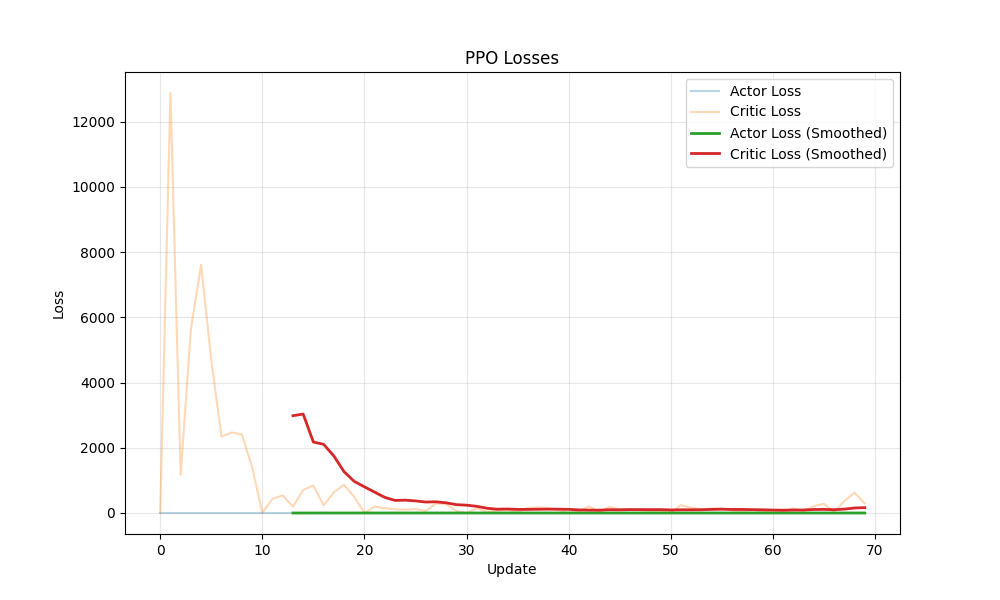 PPO Losses
Actor Loss
Critic Loss
Actor Loss (Smoothed)
Critic Loss (Smoothed)
12000
10000
8000
6000
4000
2000
0
Loss
0 10 20 30 40 50 60 70
Update